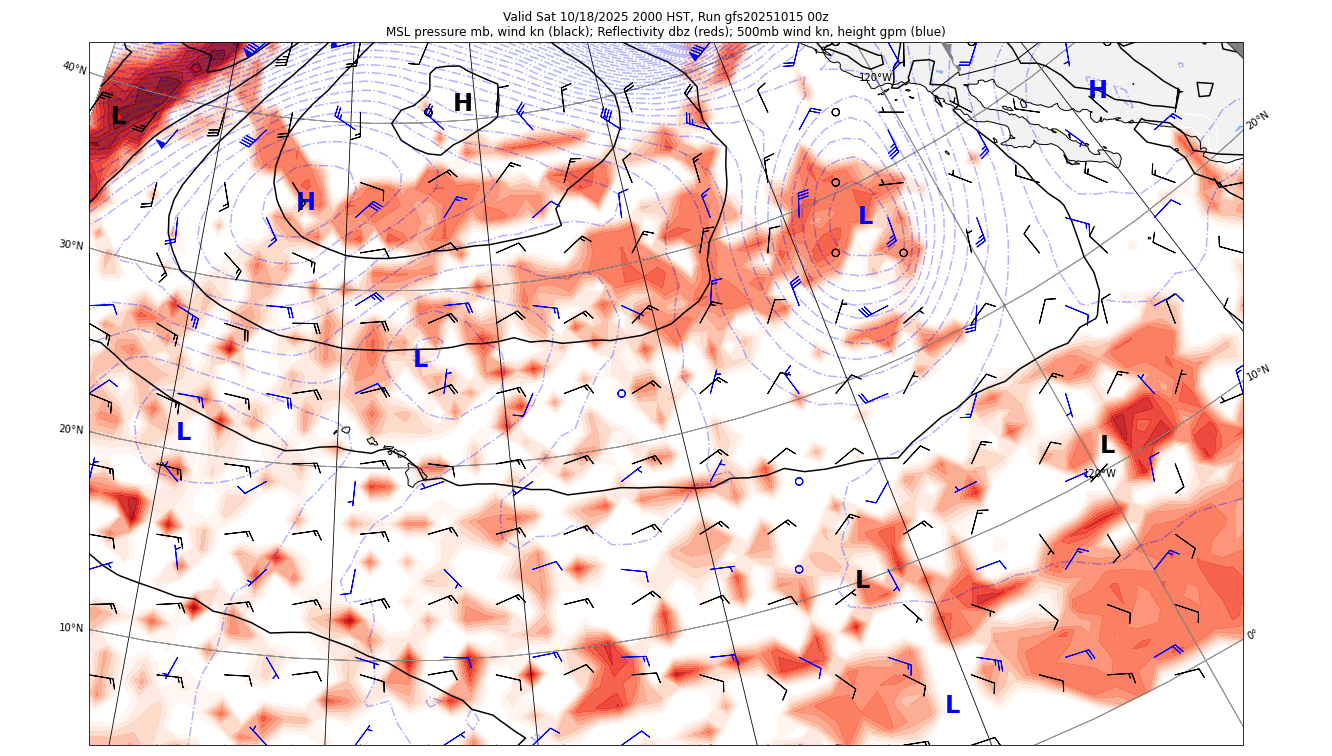 Valid Sat 10/18/2025 2000 HST, Run gfs20251015 00z
MSL pressure mb, wind kn (black); Reflectivity dbz (reds); 500mb wind kn, height gpm (blue)
40°N
120°W
H
H
L
20°N
H
L
30°N
L
10°N
L
20°N
L
120°W
L
10°N
0°
L